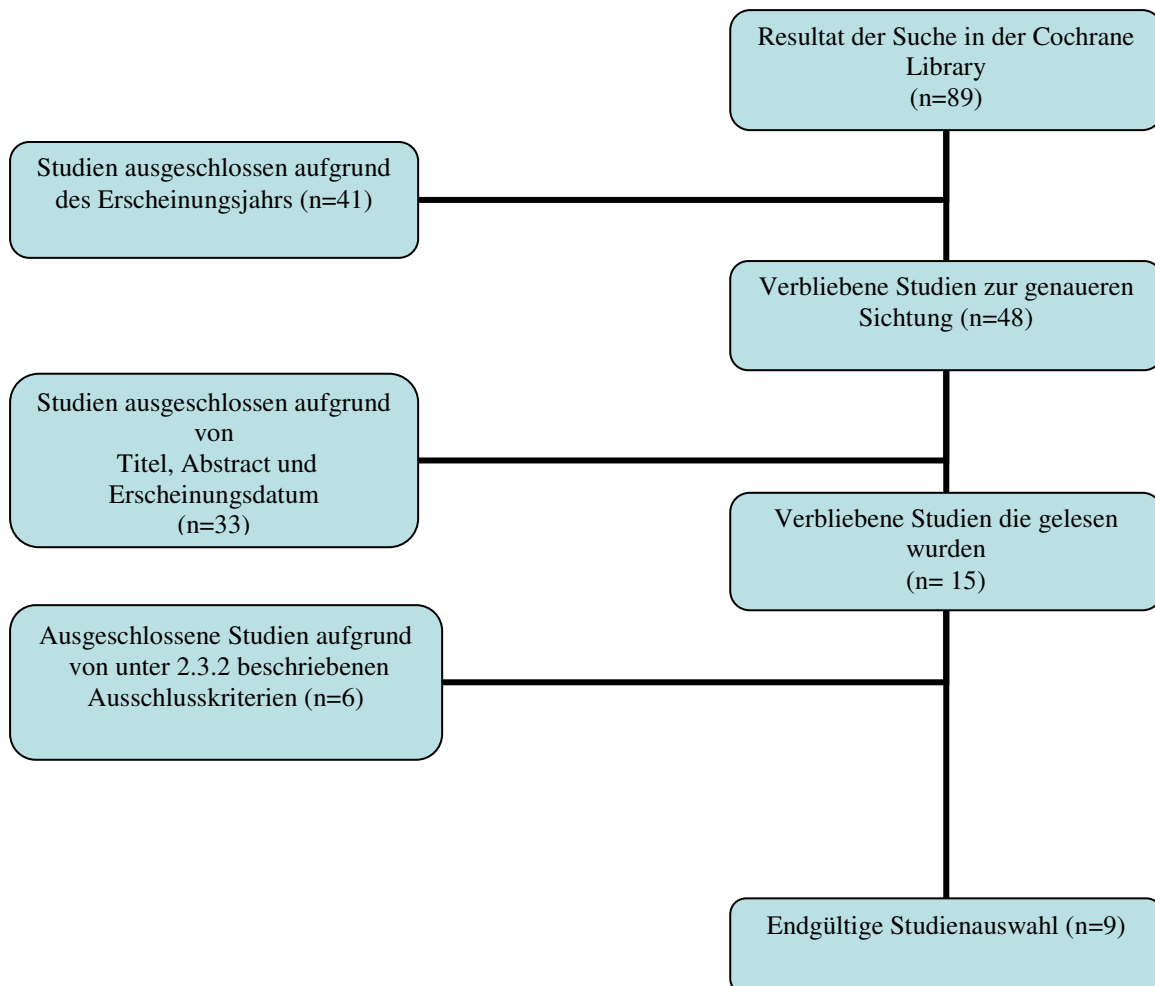 Resultat der Suche in der Cochrane
Library
(n=89)
Studien ausgeschlossen aufgrund
des Erscheinungsjahrs (n=41)
Verbliebene Studien zur genaueren
Sichtung (n=48)
Studien ausgeschlossen aufgrund
von
Titel, Abstract und
Erscheinungsdatum
(n=33)
Verbliebene Studien die gelesen
wurden
(n= 15)
Ausgeschlossene Studien aufgrund
von unter 2.3.2 beschriebenen
Ausschlusskriterien (n=6)
Endgültige Studienauswahl (n=9)